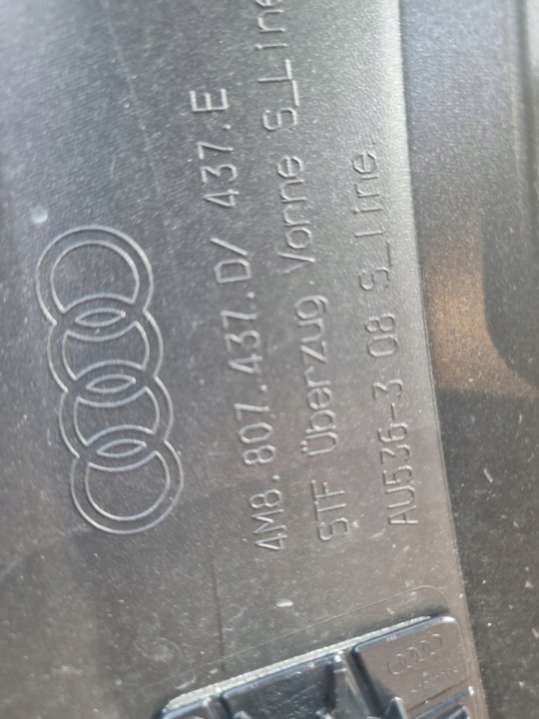 4M8.807.437.D/ 437.E
STF Überzug Vorne S_Line
AU536-3 08 S_Line.